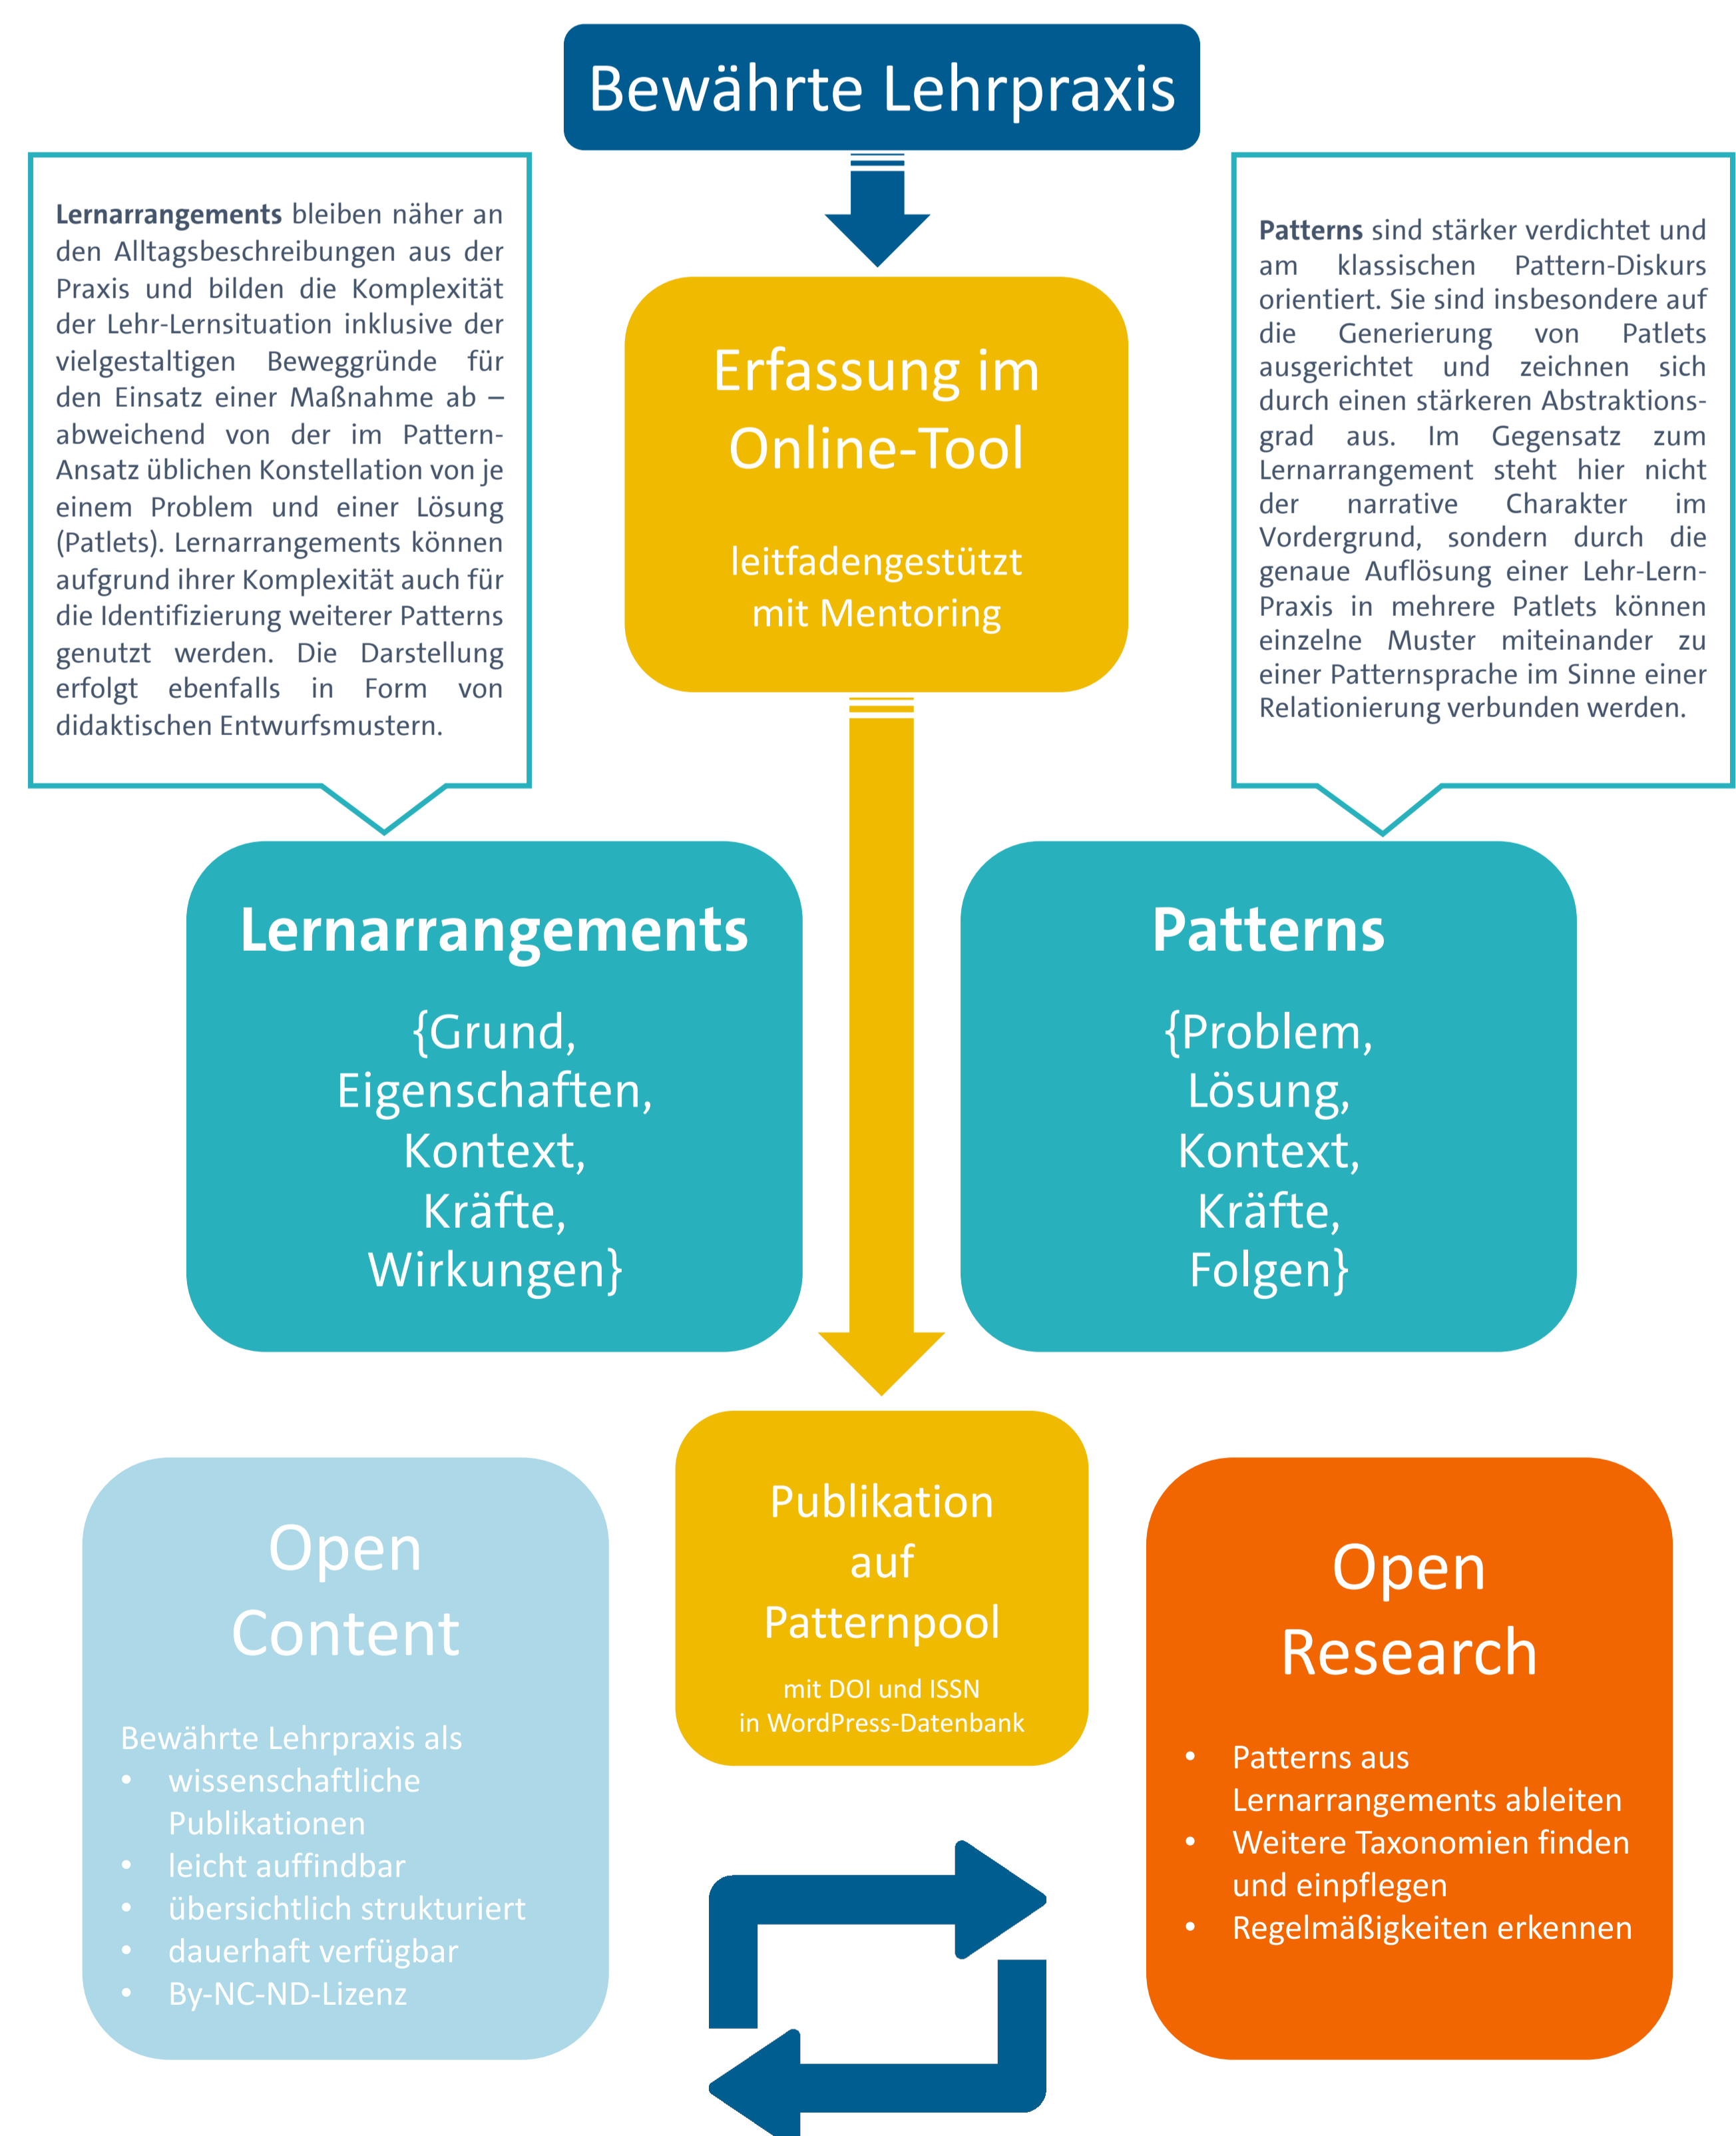 Bewährte Lehrpraxis
Lernarrangements bleiben näher an
den Alltagsbeschreibungen aus der
Praxis und bilden die Komplexität
der Lehr-Lernsituation inklusive der
vielgestaltigen Beweggründe für
den Einsatz einer Maßnahme ab –
abweichend von der im Pattern-
Ansatz üblichen Konstellation von je
einem Problem und einer Lösung
(Patlets). Lernarrangements können
aufgrund ihrer Komplexität auch für
die Identifizierung weiterer Patterns
genutzt werden. Die Darstellung
erfolgt ebenfalls in Form von
didaktischen Entwurfsmustern.
Erfassung im
Online-Tool
leitfadengestützt
mit Mentoring
Patterns sind stärker verdichtet und
am klassischen Pattern-Diskurs
orientiert. Sie sind insbesondere auf
die Generierung von Patlets
ausgerichtet und zeichnen sich
durch einen stärkeren Abstraktions-
grad aus. Im Gegensatz zum
Lernarrangement steht hier nicht
der narrative Charakter im
Vordergrund, sondern durch die
genaue Auflösung einer Lehr-Lern-
Praxis in mehrere Patlets können
einzelne Muster miteinander zu
einer Patternsprache im Sinne einer
Relationierung verbunden werden.
Lernarrangements
{Grund,
Eigenschaften,
Kontext,
Kräfte,
Wirkungen}
Patterns
{Problem,
Lösung,
Kontext,
Kräfte,
Folgen}
Open
Content
Bewährte Lehrpraxis als
• wissenschaftliche
Publikationen
• leicht auffindbar
• übersichtlich strukturiert
• dauerhaft verfügbar
• By-NC-ND-Lizenz
Publikation
auf
Patternpool
mit DOI und ISSN
in WordPress-Datenbank
Open
Research
• Patterns aus
Lernarrangements ableiten
• Weitere Taxonomien finden
und einpflegen
• Regelmäßigkeiten erkennen